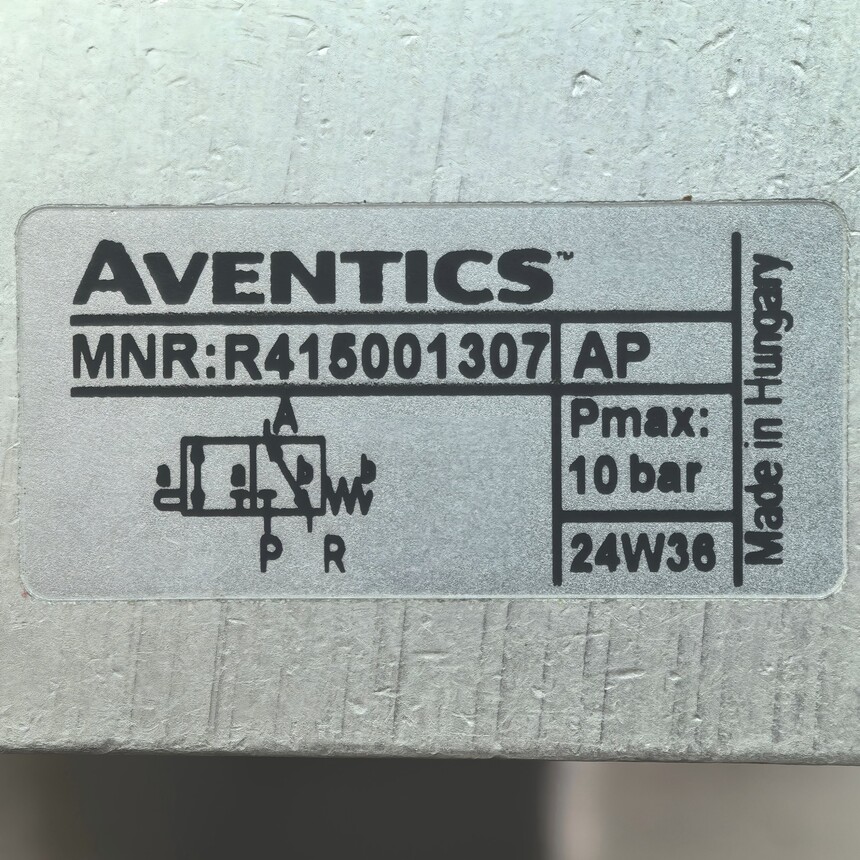 AVENTICS™
MNR:R415001307
AP
Pmax:
10 bar
24W36
Made in Hungary
A
a
a
b
b
P R